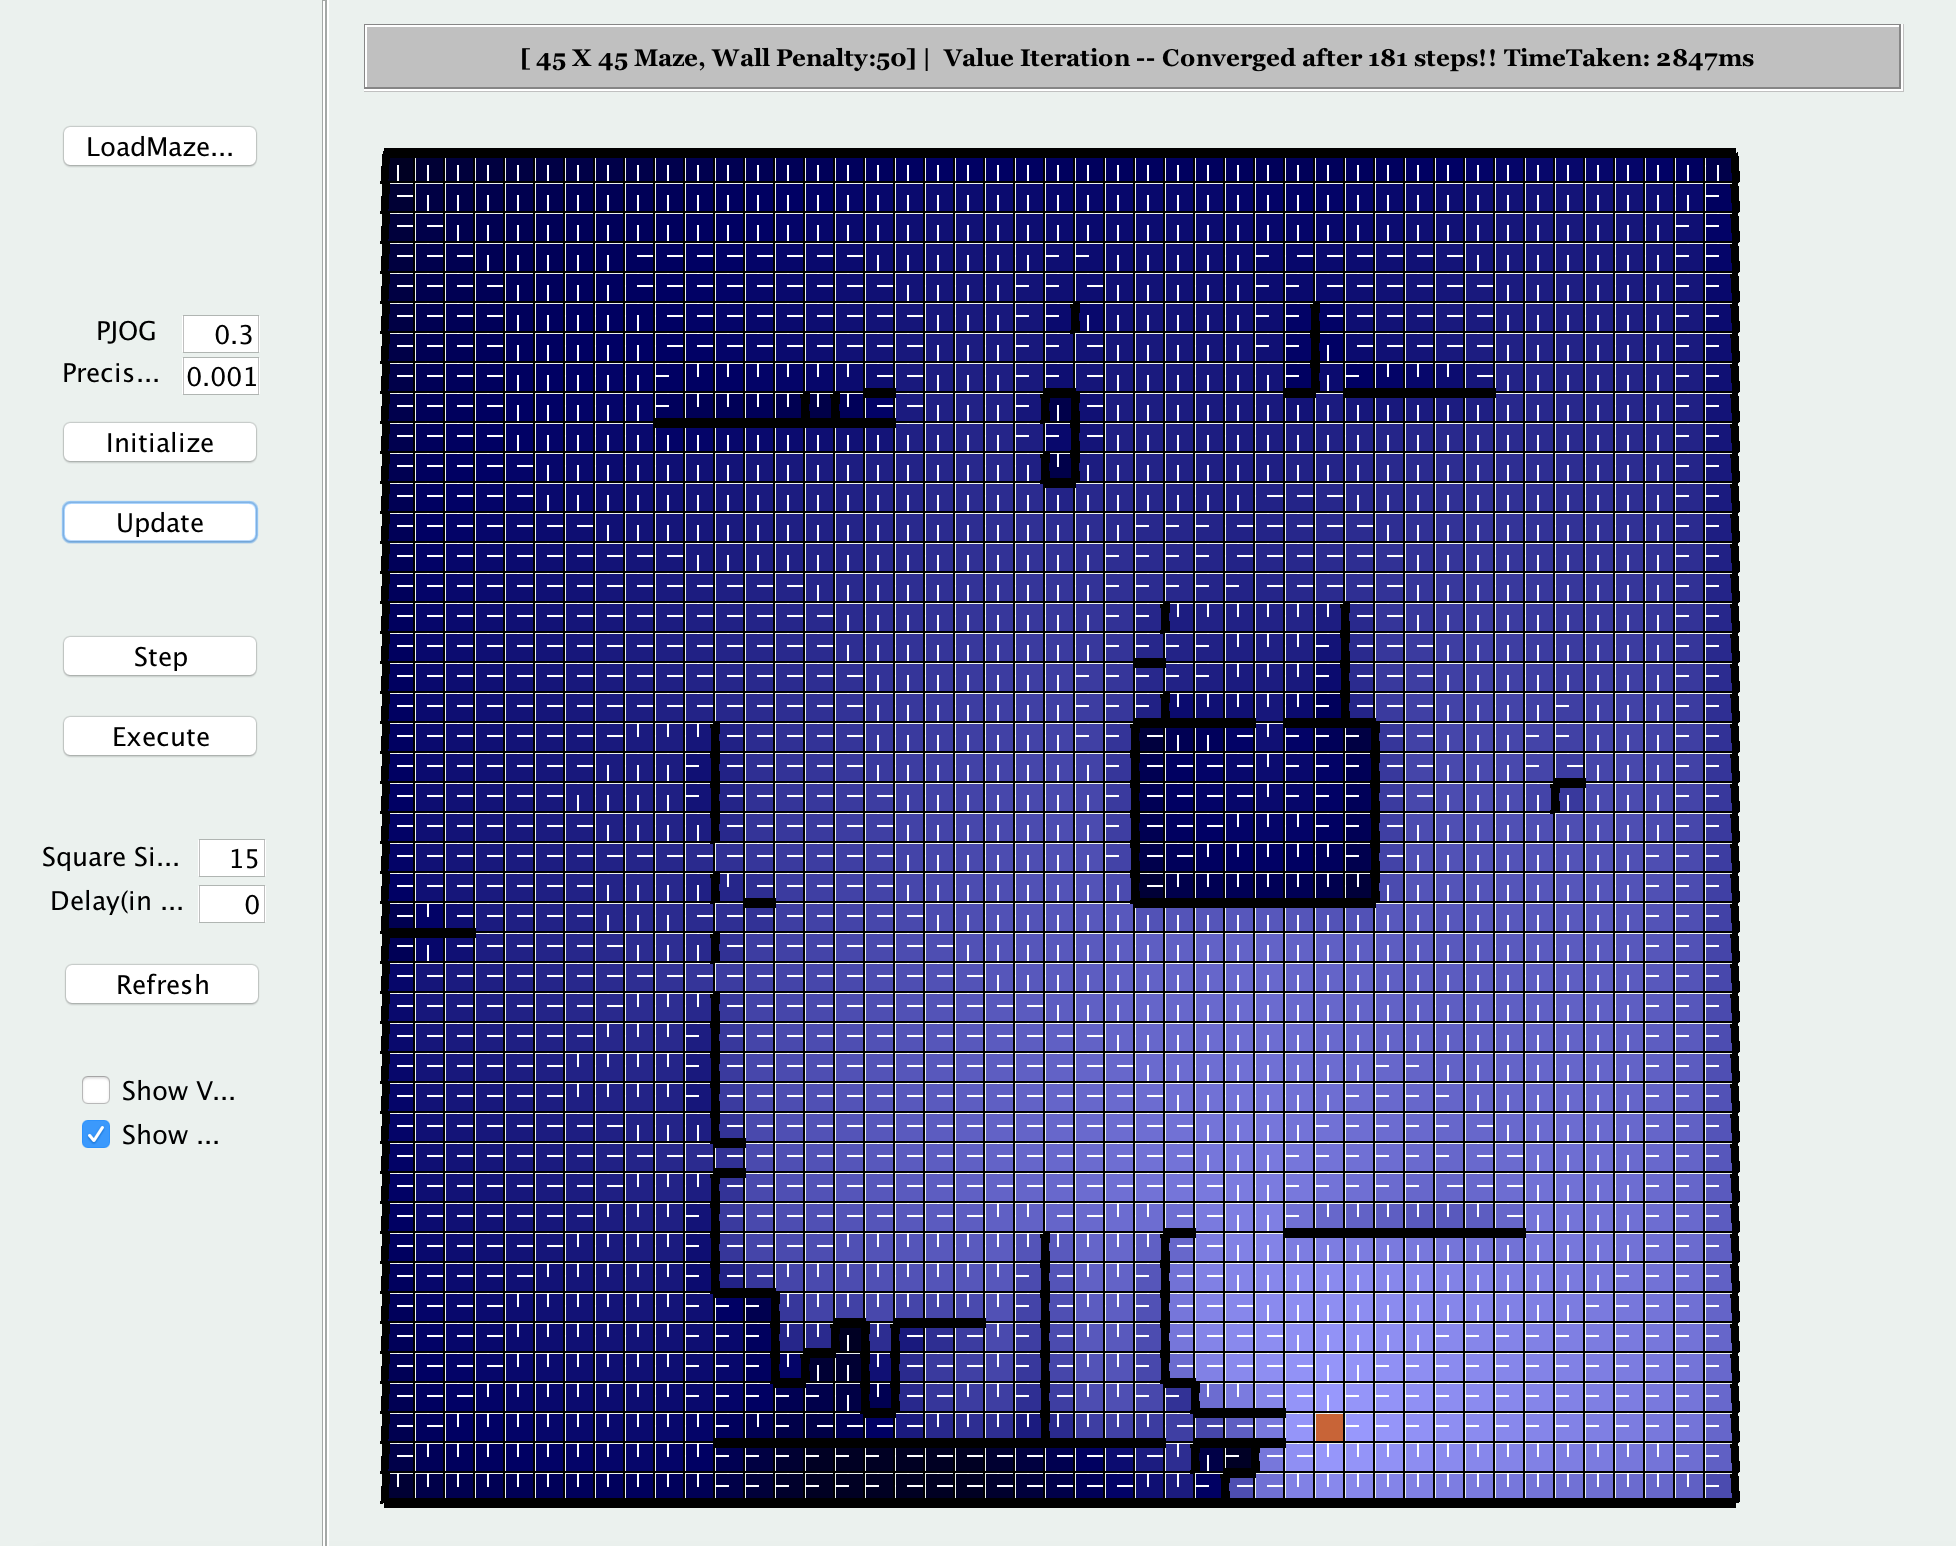 [ 45 X 45 Maze, Wall Penalty:50] | Value Iteration -- Converged after 181 steps!! TimeTaken: 2847ms
LoadMaze...
PJOG 0.3
Precis... 0.001
Initialize
Update
Step
Execute
Square Si... 15
Delay(in ... 0
Refresh
Show V...
Show ...